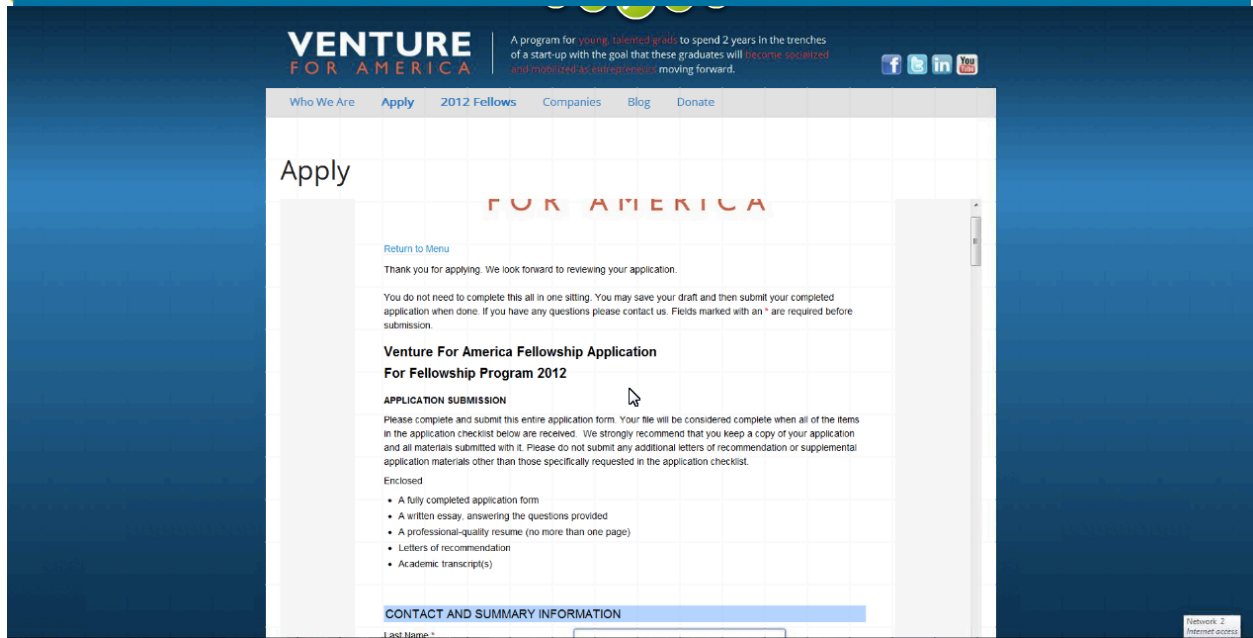 VENTURE
FOR AMERICA
A program for young, talented grads to spend 2 years in the trenches
of a start-up with the goal that these graduates will become socialized
and mobilized as entrepreneurs moving forward.
f t in You Tube
Who We Are Apply 2012 Fellows Companies Blog Donate
Apply
FOR AMERICA
Return to Menu
Thank you for applying. We look forward to reviewing your application.
You do not need to complete this all in one sitting. You may save your draft and then submit your completed
application when done. If you have any questions please contact us. Fields marked with an * are required before
submission.
Venture For America Fellowship Application
For Fellowship Program 2012
APPLICATION SUBMISSION
Please complete and submit this entire application form. Your file will be considered complete when all of the items
in the application checklist below are received. We strongly recommend that you keep a copy of your application
and all materials submitted with it. Please do not submit any additional letters of recommendation or supplemental
application materials other than those specifically requested in the application checklist.
Enclosed
• A fully completed application form
• A written essay, answering the questions provided
• A professional-quality resume (no more than one page)
• Letters of recommendation
• Academic transcript(s)
CONTACT AND SUMMARY INFORMATION
Last Name *
Network 2
Internet access